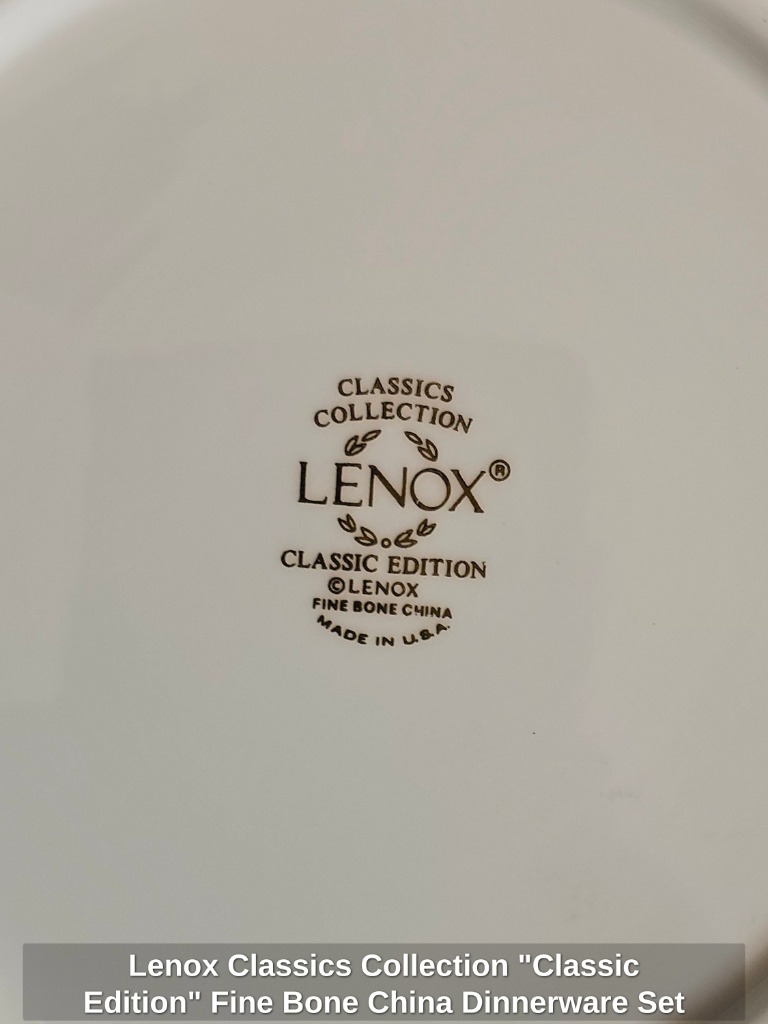 CLASSICS
COLLECTION
LENOX®
CLASSIC EDITION
©LENOX
FINE BONE CHINA
MADE IN U.S.A.
Lenox Classics Collection "Classic
Edition" Fine Bone China Dinnerware Set